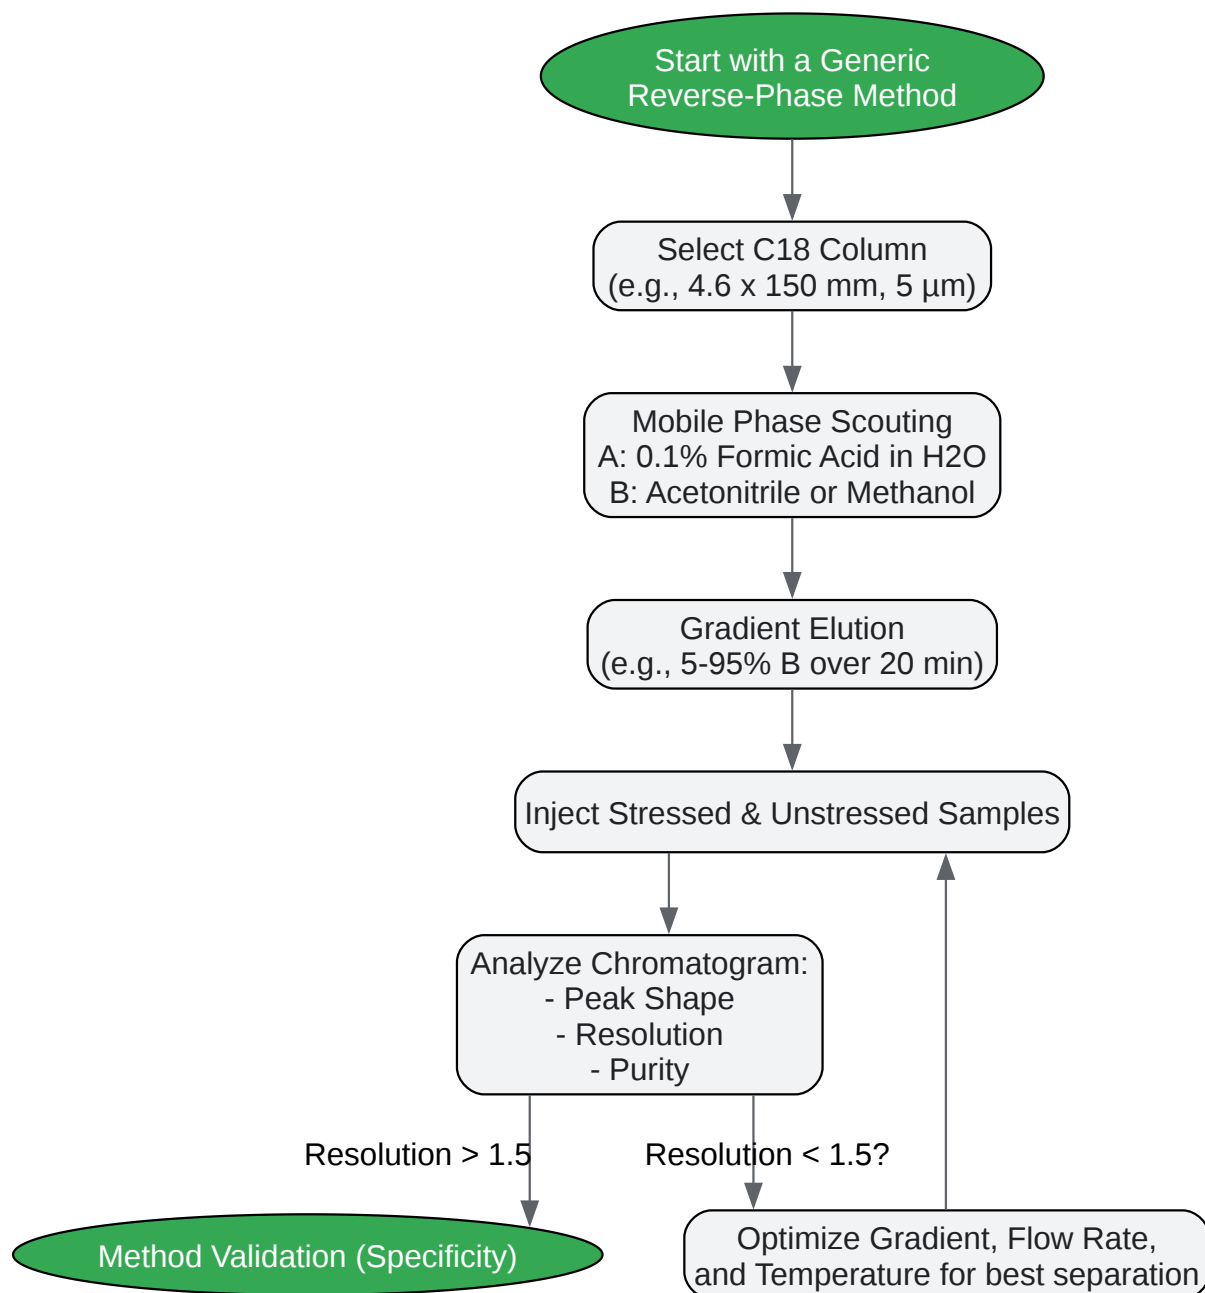 Start with a Generic
Reverse-Phase Method
Select C18 Column
(e.g., 4.6 x 150 mm, 5 µm)
Mobile Phase Scouting
A: 0.1% Formic Acid in H2O
B: Acetonitrile or Methanol
Gradient Elution
(e.g., 5-95% B over 20 min)
Inject Stressed & Unstressed Samples
Analyze Chromatogram:
- Peak Shape
- Resolution
- Purity
Resolution > 1.5
Resolution < 1.5?
Method Validation (Specificity)
Optimize Gradient, Flow Rate,
and Temperature for best separation